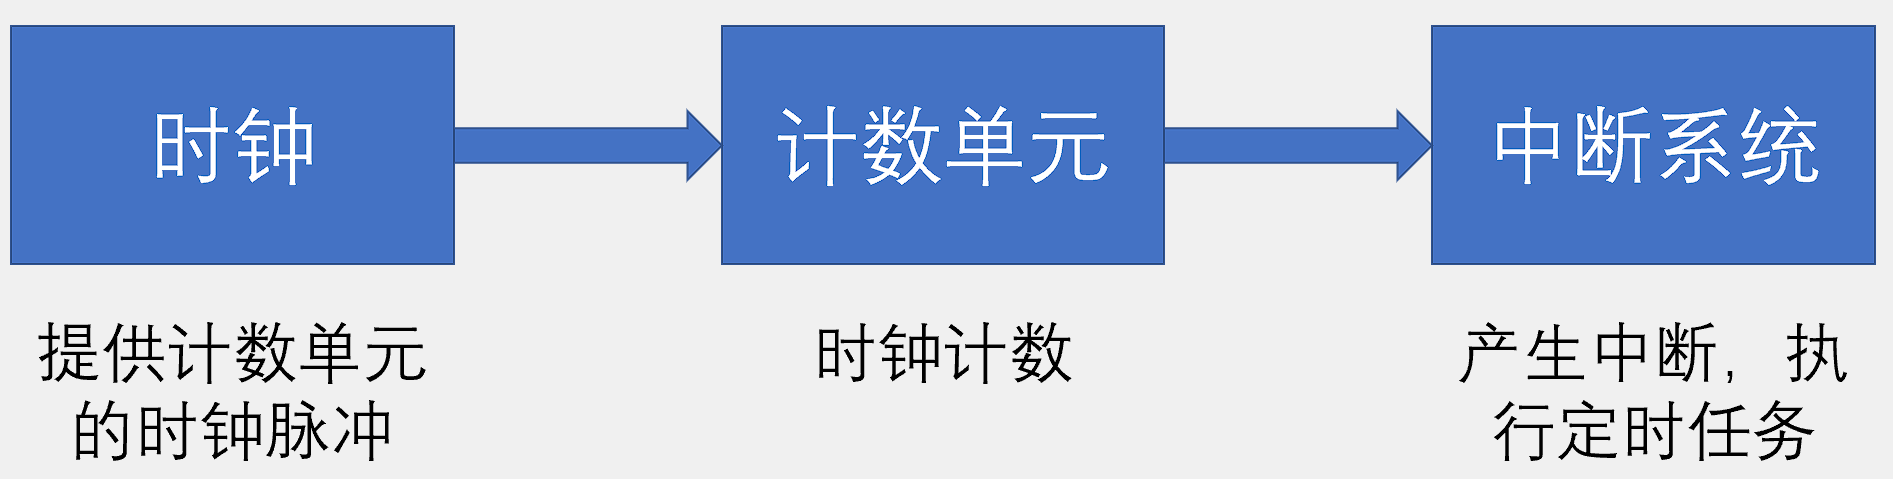 时钟
计数单元
中断系统
提供计数单元
的时钟脉冲
时钟计数
产生中断，执
行定时任务